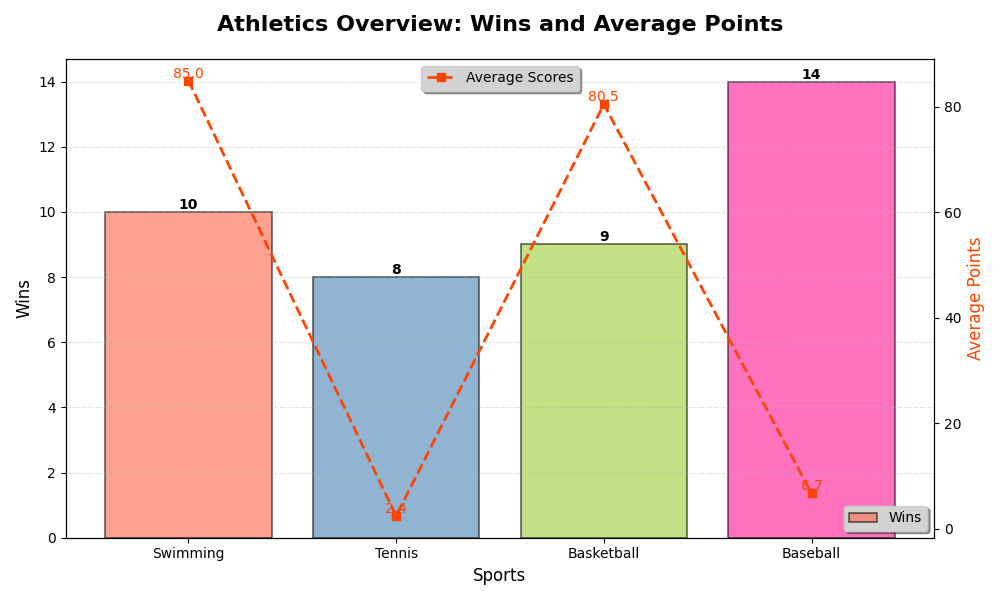 Athletics Overview: Wins and Average Points
Average Scores
85.0
80.5
14
10
9
8
2.4
6.7
Wins
14
12
10
8
6
4
2
0
Wins
80
60
40
20
0
Average Points
Swimming
Tennis
Basketball
Baseball
Sports